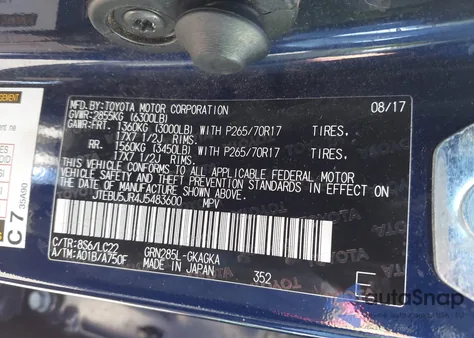 MFD.BY:TOYOTA MOTOR CORPORATION 08/17
GVWR:2855KG (6300LB)
GAWR:FRT. 1360KG (3000LB) WITH P265/70R17 TIRES.
17X7 1/2J RIMS.
RR. 1560KG (3450LB) WITH P265/70R17 TIRES.
17X7 1/2J RIMS.
THIS VEHICLE CONFORMS TO ALL APPLICABLE FEDERAL MOTOR
VEHICLE SAFETY AND THEFT PREVENTION STANDARDS IN EFFECT
ON THE DATE OF MANUFACTURE SHOWN ABOVE.
JTEBU5JR4J5483600 MPV
C/TR:8S6/LC22 GRN285L-GKAGKA
A/TM:A01B/A750F MADE IN JAPAN 352
C 7 35A90
AutoSnap